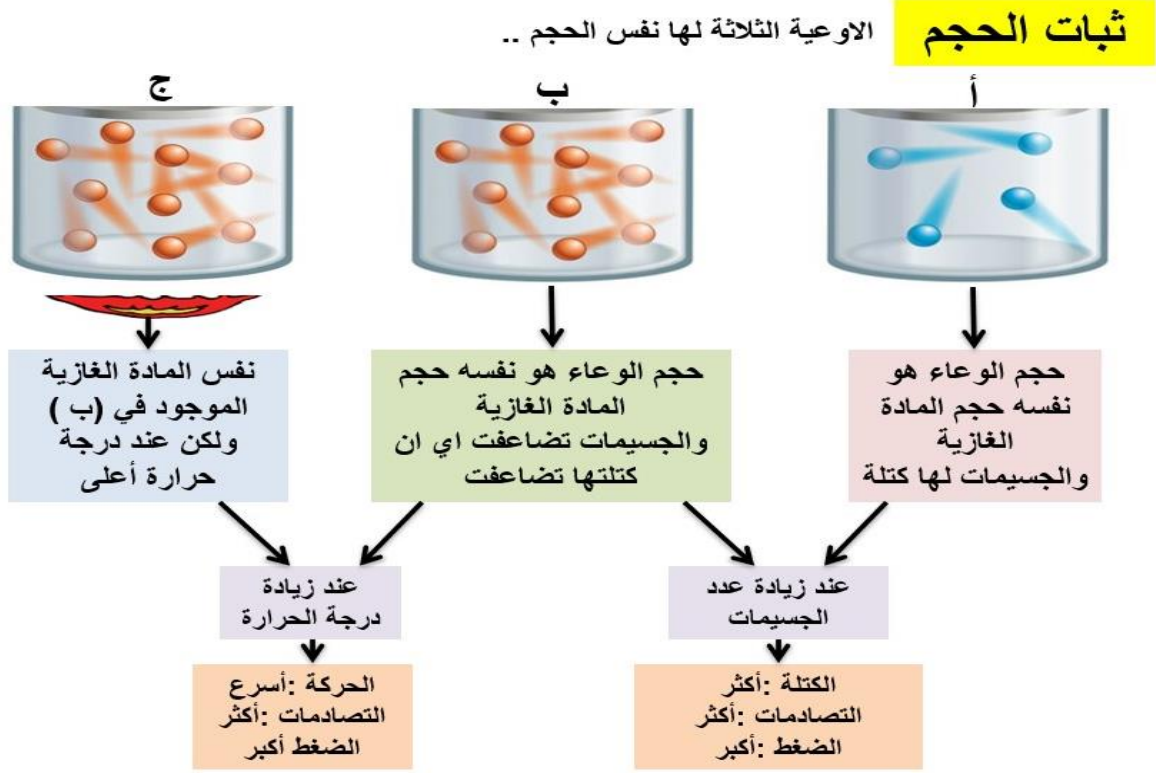 ثبات الحجم
الاوعية الثلاثة لها نفس الحجم ..
أ
ب
ج
حجم الوعاء هو
نفسه حجم المادة
الغازية
والجسيمات لها كتلة
حجم الوعاء هو نفسه حجم
المادة الغازية
والجسيمات تضاعفت اي ان
كتلتها تضاعفت
نفس المادة الغازية
الموجود في (ب )
ولكن عند درجة
حرارة أعلى
عند زيادة عدد
الجسيمات
عند زيادة
درجة الحرارة
الكتلة :أكثر
التصادمات :أكثر
الضغط :أكبر
الحركة :أسرع
التصادمات :أكثر
الضغط أكبر